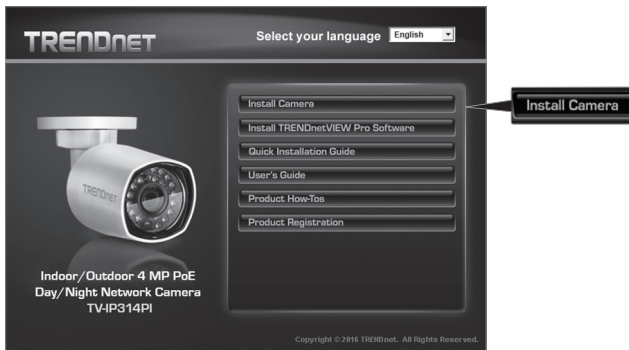 TRENDnet
Select your language English
Install Camera
Install TRENDnetVIEW Pro Software
Quick Installation Guide
User's Guide
Product How-Tos
Product Registration
Install Camera
TRENDnet
Indoor/Outdoor 4 MP PoE
Day/Night Network Camera
TV-IP314PI
Copyright © 2016 TRENDnet. All Rights Reserved.